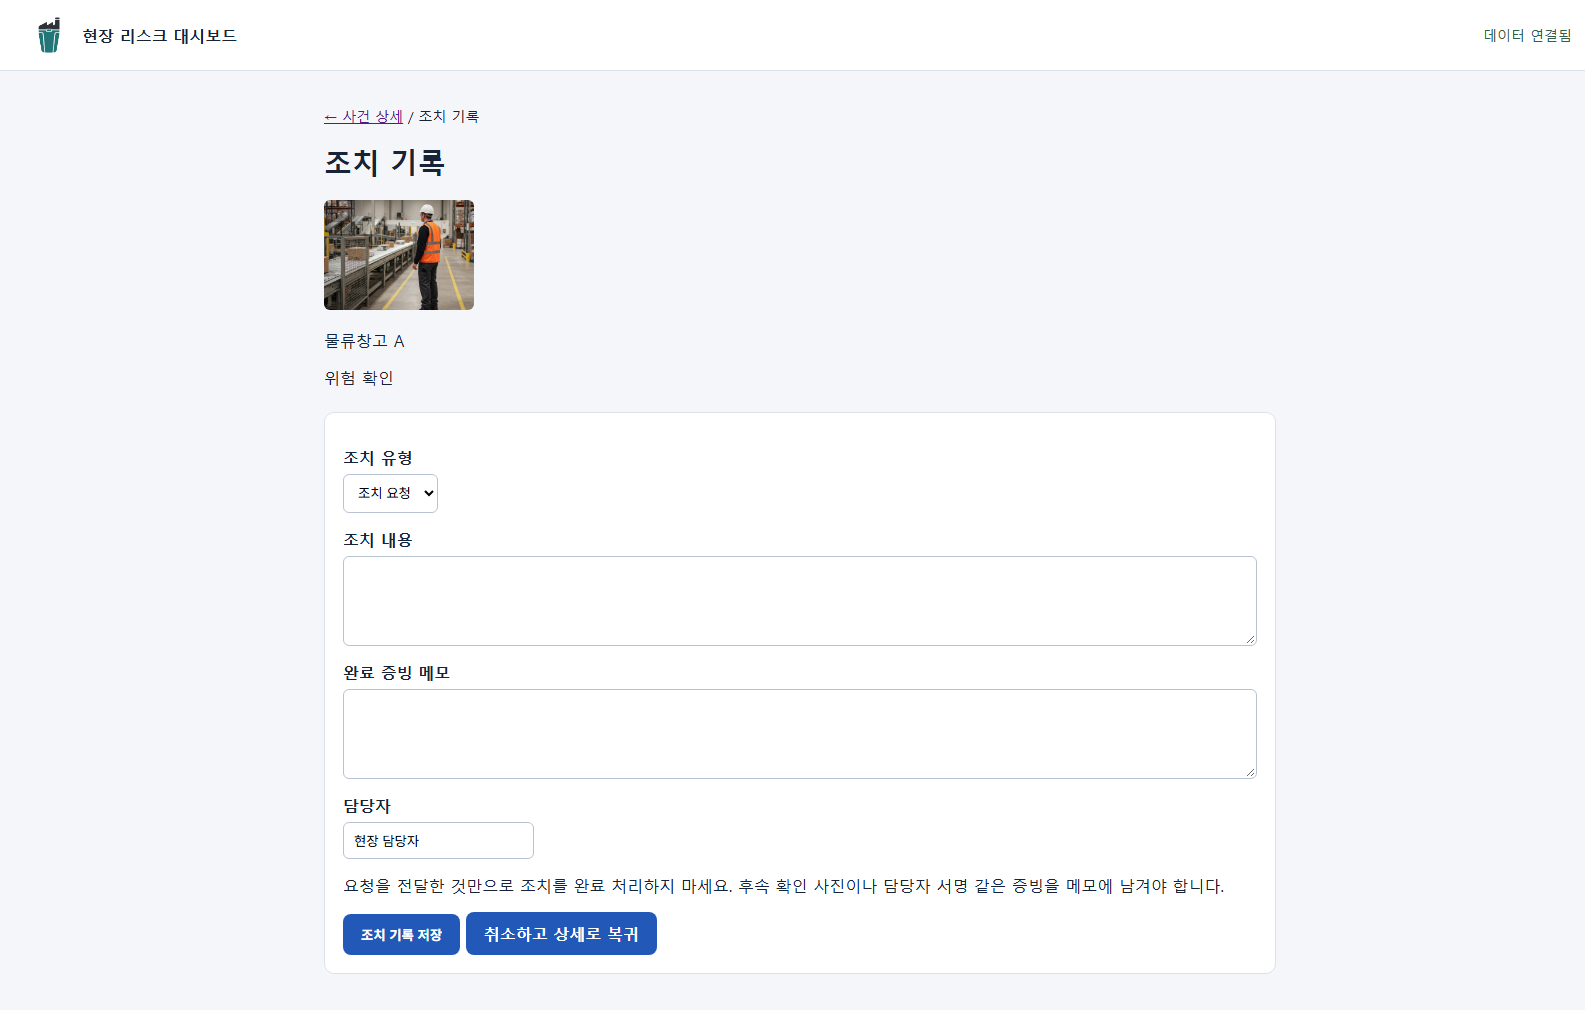 현장 리스크 대시보드
데이터 연결됨
← 사건 상세 / 조치 기록
조치 기록
물류창고 A
위험 확인
조치 유형
조치 요청
조치 내용
완료 증빙 메모
담당자
현장 담당자
요청을 전달한 것만으로 조치를 완료 처리하지 마세요. 후속 확인 사진이나 담당자 서명 같은 증빙을 메모에 남겨야 합니다.
조치 기록 저장
취소하고 상세로 복귀